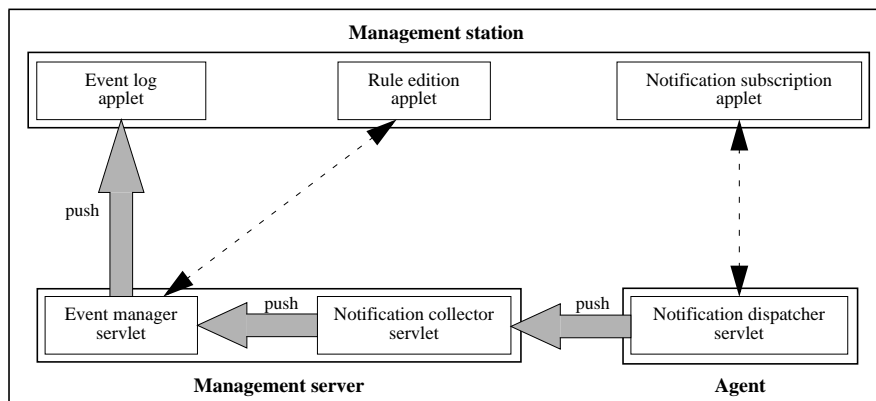 Management station
Event log
applet
Rule edition
applet
Notification subscription
applet
push
Event manager
servlet
push
Notification collector
servlet
push
Notification dispatcher
servlet
Management server
Agent